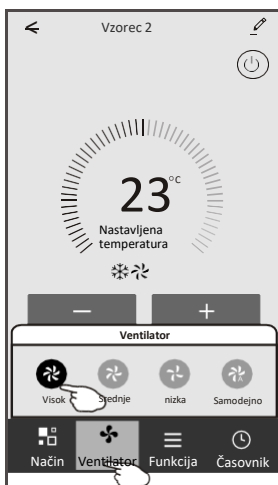 Vzorec 2
23°C
Nastavljena
temperatura
— +
Ventilator
Visok Srednje nizka Samodejno
Način Ventilator Funkcija Časovnik